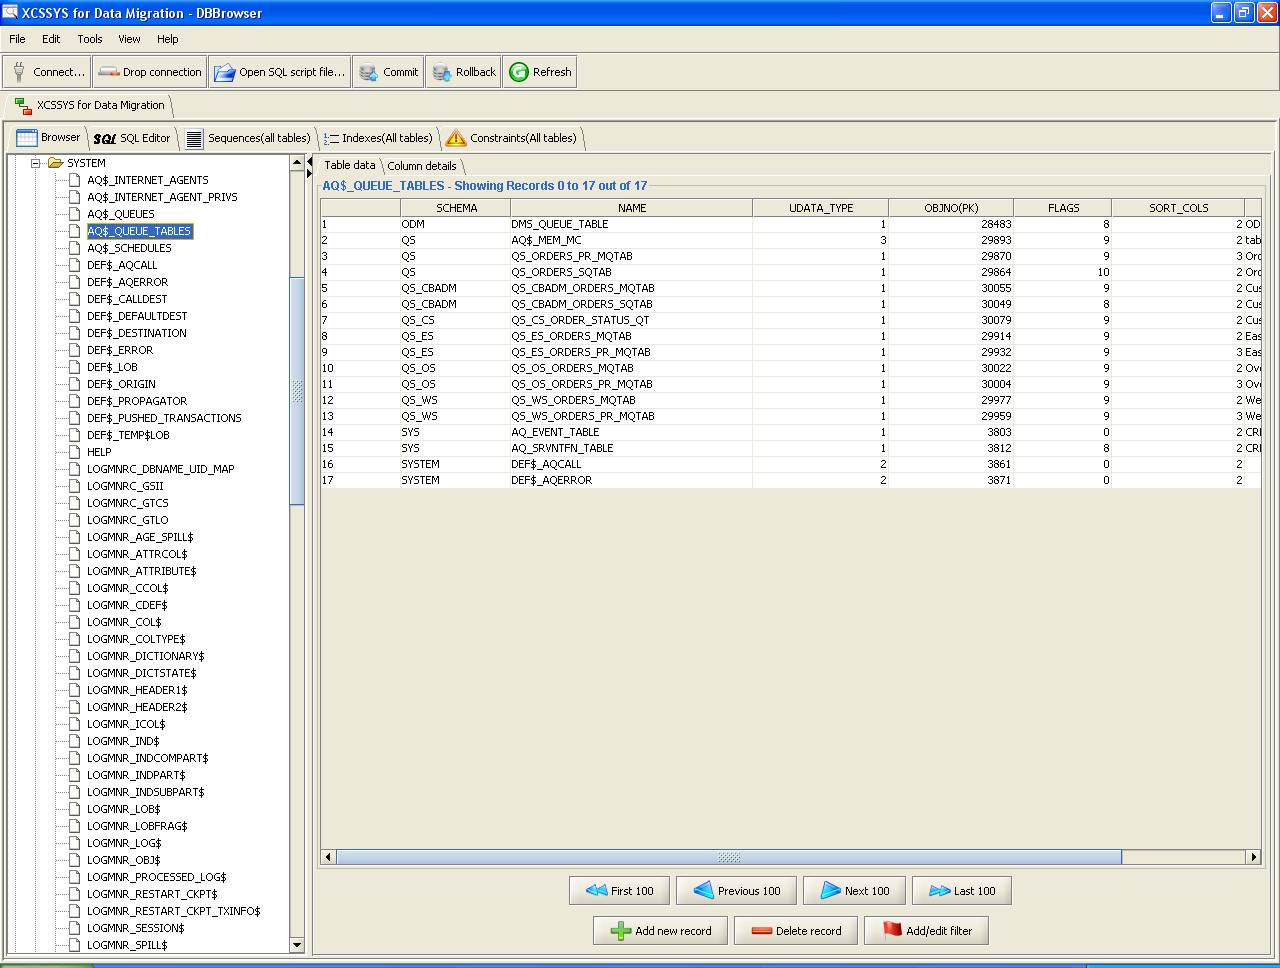 XCSSYS for Data Migration - DBBrowser
File Edit Tools View Help
Connect... Drop connection Open SQL script file... Commit Rollback Refresh
XCSSYS for Data Migration
Browser SQL SQL Editor Sequences(all tables) Indexes(All tables) Constraints(All tables)
SYSTEM
AQ$_INTERNET_AGENTS
AQ$_INTERNET_AGENT_PRIVS
AQ$_QUEUES
AQ$_QUEUE_TABLES
AQ$_SCHEDULES
DEF$_AQCALL
DEF$_AQERROR
DEF$_CALLDEST
DEF$_DEFAULTDEST
DEF$_DESTINATION
DEF$_ERROR
DEF$_LOB
DEF$_ORIGIN
DEF$_PROPAGATOR
DEF$_PUSHED_TRANSACTIONS
DEF$_TEMP$LOB
HELP
LOGMNRC_DBNAME_UID_MAP
LOGMNRC_GSII
LOGMNRC_GTCS
LOGMNRC_GTLO
LOGMNR_AGE_SPILL$
LOGMNR_ATTRCOL$
LOGMNR_ATTRIBUTE$
LOGMNR_CCOL$
LOGMNR_CDEF$
LOGMNR_COL$
LOGMNR_COLTYPE$
LOGMNR_DICTIONARY$
LOGMNR_DICTSTATE$
LOGMNR_HEADER1$
LOGMNR_HEADER2$
LOGMNR_ICOL$
LOGMNR_IND$
LOGMNR_INDCOMPART$
LOGMNR_INDPART$
LOGMNR_INDSUBPART$
LOGMNR_LOB$
LOGMNR_LOBFRAG$
LOGMNR_LOG$
LOGMNR_OBJ$
LOGMNR_PROCESSED_LOG$
LOGMNR_RESTART_CKPT$
LOGMNR_RESTART_CKPT_TXINFO$
LOGMNR_SESSION$
LOGMNR_SPILL$
Table data Column details
AQ$_QUEUE_TABLES - Showing Records 0 to 17 out of 17
SCHEMA NAME UDATA_TYPE OBJNO(PK) FLAGS SORT_COLS
1 ODM DMS_QUEUE_TABLE 1 28483 8 2 OD
2 QS AQ$_MEM_MC 3 29893 9 2 tab
3 QS QS_ORDERS_PR_MQTAB 1 29870 9 3 Ord
4 QS QS_ORDERS_SQTAB 1 29864 10 2 Ord
5 QS_CBADM QS_CBADM_ORDERS_MQTAB 1 30055 9 2 Cus
6 QS_CBADM QS_CBADM_ORDERS_SQTAB 1 30049 8 2 Cus
7 QS_CS QS_CS_ORDER_STATUS_QT 1 30079 9 2 Cus
8 QS_ES QS_ES_ORDERS_MQTAB 1 29914 9 2 Eas
9 QS_ES QS_ES_ORDERS_PR_MQTAB 1 29932 9 3 Eas
10 QS_OS QS_OS_ORDERS_MQTAB 1 30022 9 2 Ove
11 QS_OS QS_OS_ORDERS_PR_MQTAB 1 30004 9 3 Ove
12 QS_WS QS_WS_ORDERS_MQTAB 1 29977 9 2 We
13 QS_WS QS_WS_ORDERS_PR_MQTAB 1 29959 9 3 We
14 SYS AQ_EVENT_TABLE 1 3803 0 2 CRE
15 SYS AQ_SRVNTFN_TABLE 1 3812 8 2 CRE
16 SYSTEM DEF$_AQCALL 2 3861 0 2
17 SYSTEM DEF$_AQERROR 2 3871 0 2
First 100 Previous 100 Next 100 Last 100
Add new record Delete record Add/edit filter